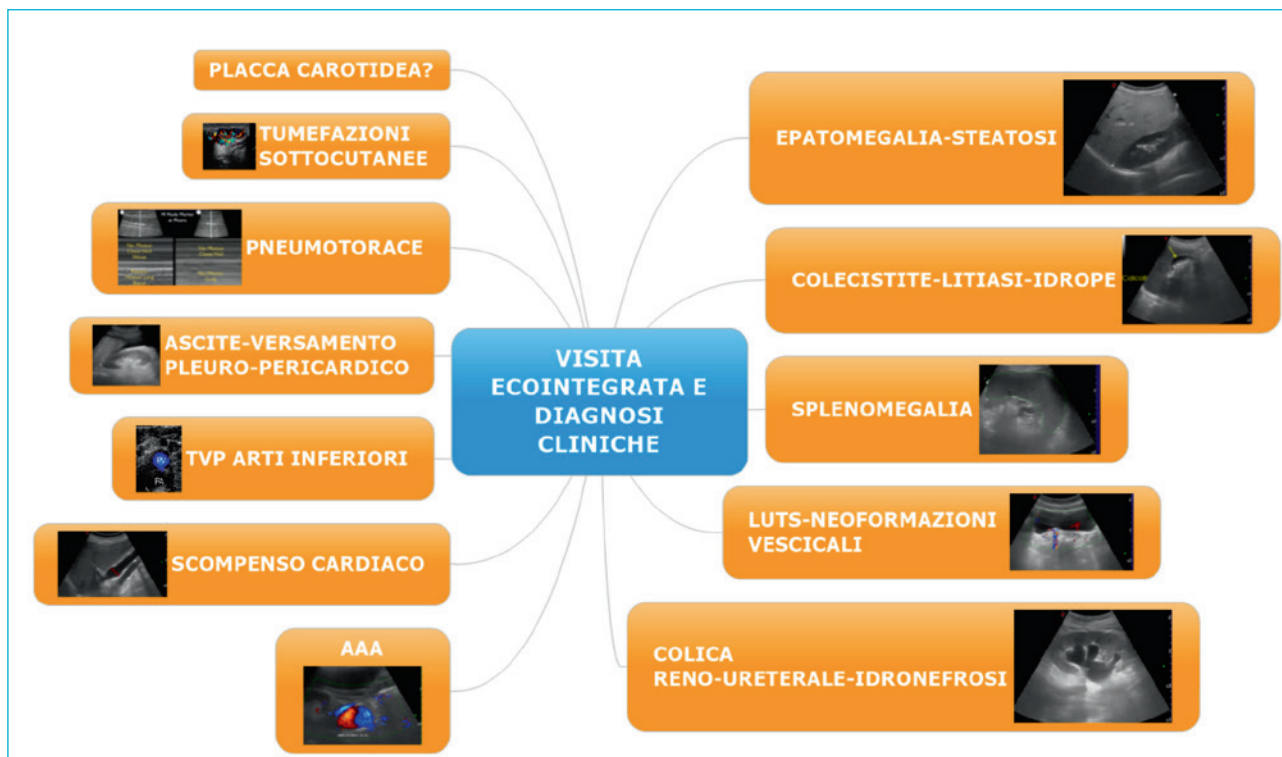 PLACCA CAROTIDEA?
TUMEFAZIONI
SOTTOCUTANEE
PNEUMOTORACE
ASCITE-VERSAMENTO
PLEURO-PERICARDICO
TVP ARTI INFERIORI
SCOMPENSO CARDIACO
AAA
VISITA
ECOINTEGRATA E
DIAGNOSI
CLINICHE
EPATOMEGALIA-STEATOSI
COLECISTITE-LITIASI-IDROPE
SPLENOMEGALIA
LUTS-NEOFORMAZIONI
VESCICALI
COLICA
RENO-URETERALE-IDRONEFROSI